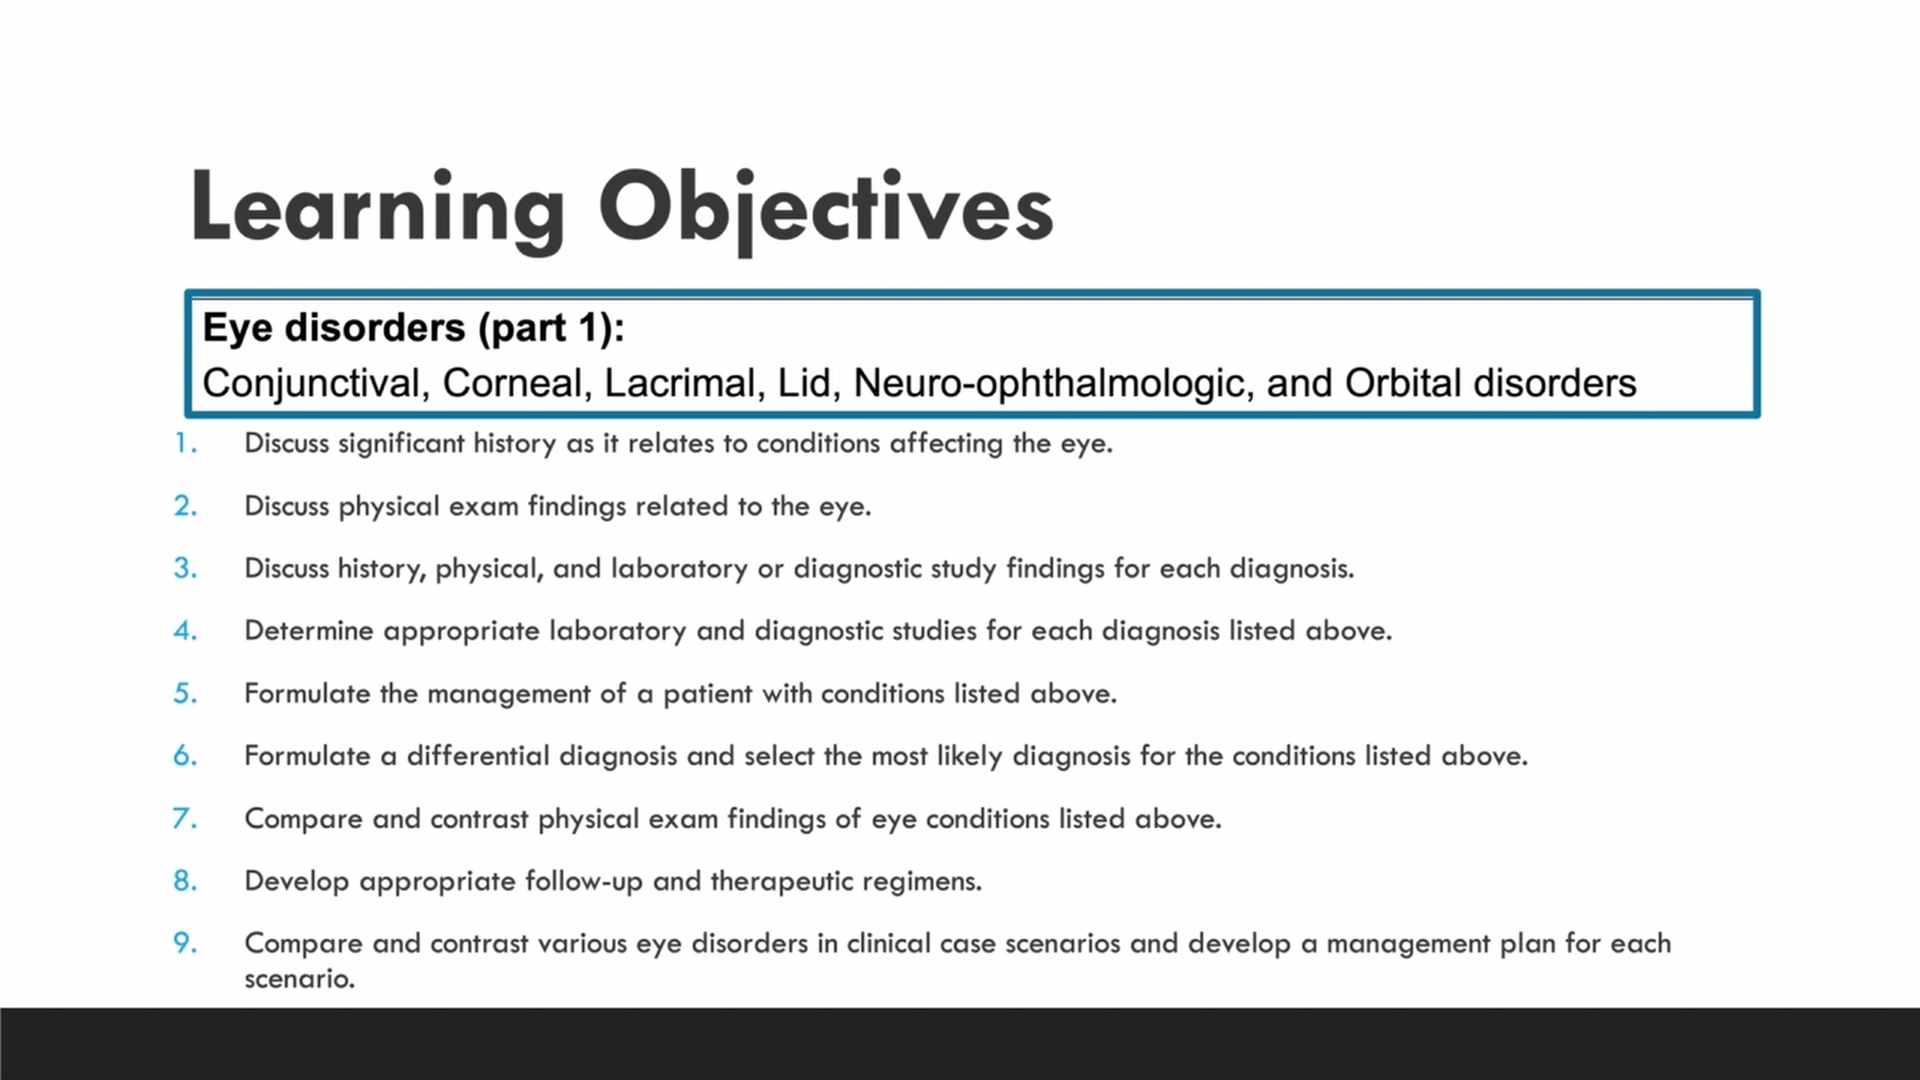 Learning Objectives
Eye disorders (part 1):
Conjunctival, Corneal, Lacrimal, Lid, Neuro-ophthalmologic, and Orbital disorders
1. Discuss significant history as it relates to conditions affecting the eye.
2. Discuss physical exam findings related to the eye.
3. Discuss history, physical, and laboratory or diagnostic study findings for each diagnosis.
4. Determine appropriate laboratory and diagnostic studies for each diagnosis listed above.
5. Formulate the management of a patient with conditions listed above.
6. Formulate a differential diagnosis and select the most likely diagnosis for the conditions listed above.
7. Compare and contrast physical exam findings of eye conditions listed above.
8. Develop appropriate follow-up and therapeutic regimens.
9. Compare and contrast various eye disorders in clinical case scenarios and develop a management plan for each
scenario.